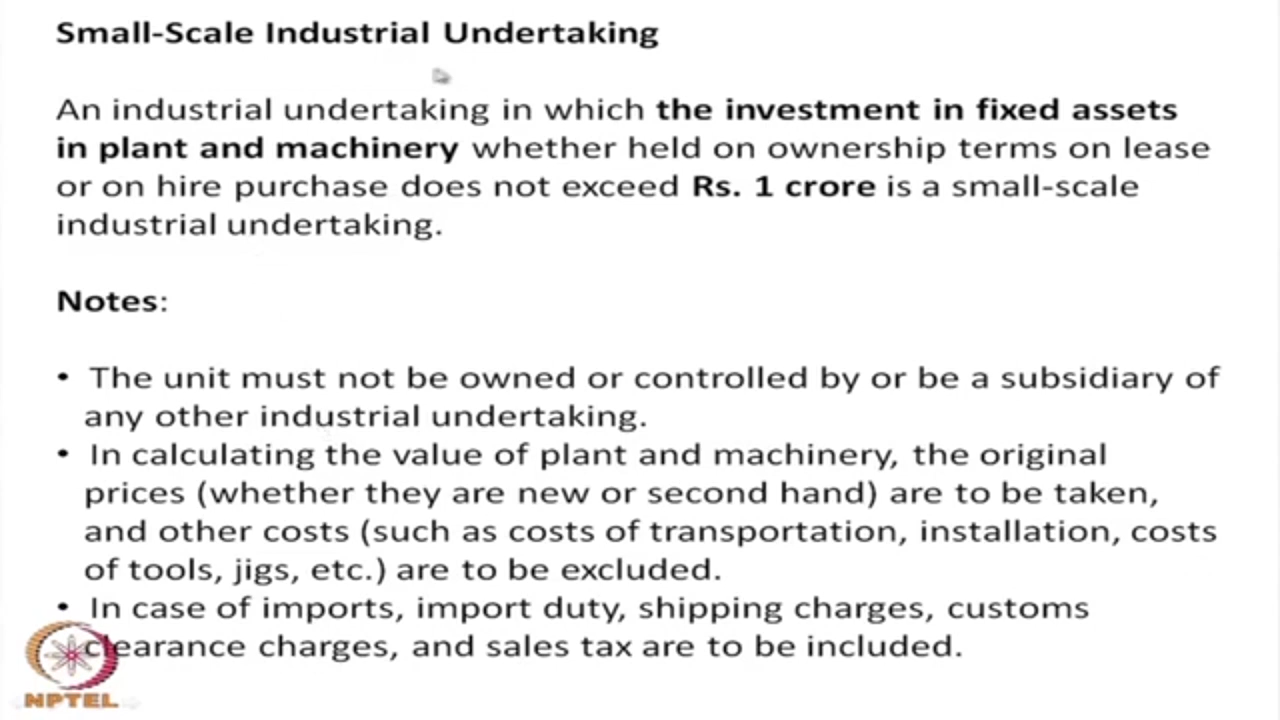 Small-Scale Industrial Undertaking
An industrial undertaking in which the investment in fixed assets
in plant and machinery whether held on ownership terms on lease
or on hire purchase does not exceed Rs. 1 crore is a small-scale
industrial undertaking.
Notes:
• The unit must not be owned or controlled by or be a subsidiary of
any other industrial undertaking.
• In calculating the value of plant and machinery, the original
prices (whether they are new or second hand) are to be taken,
and other costs (such as costs of transportation, installation, costs
of tools, jigs, etc.) are to be excluded.
• In case of imports, import duty, shipping charges, customs
clearance charges, and sales tax are to be included.
NPTEL